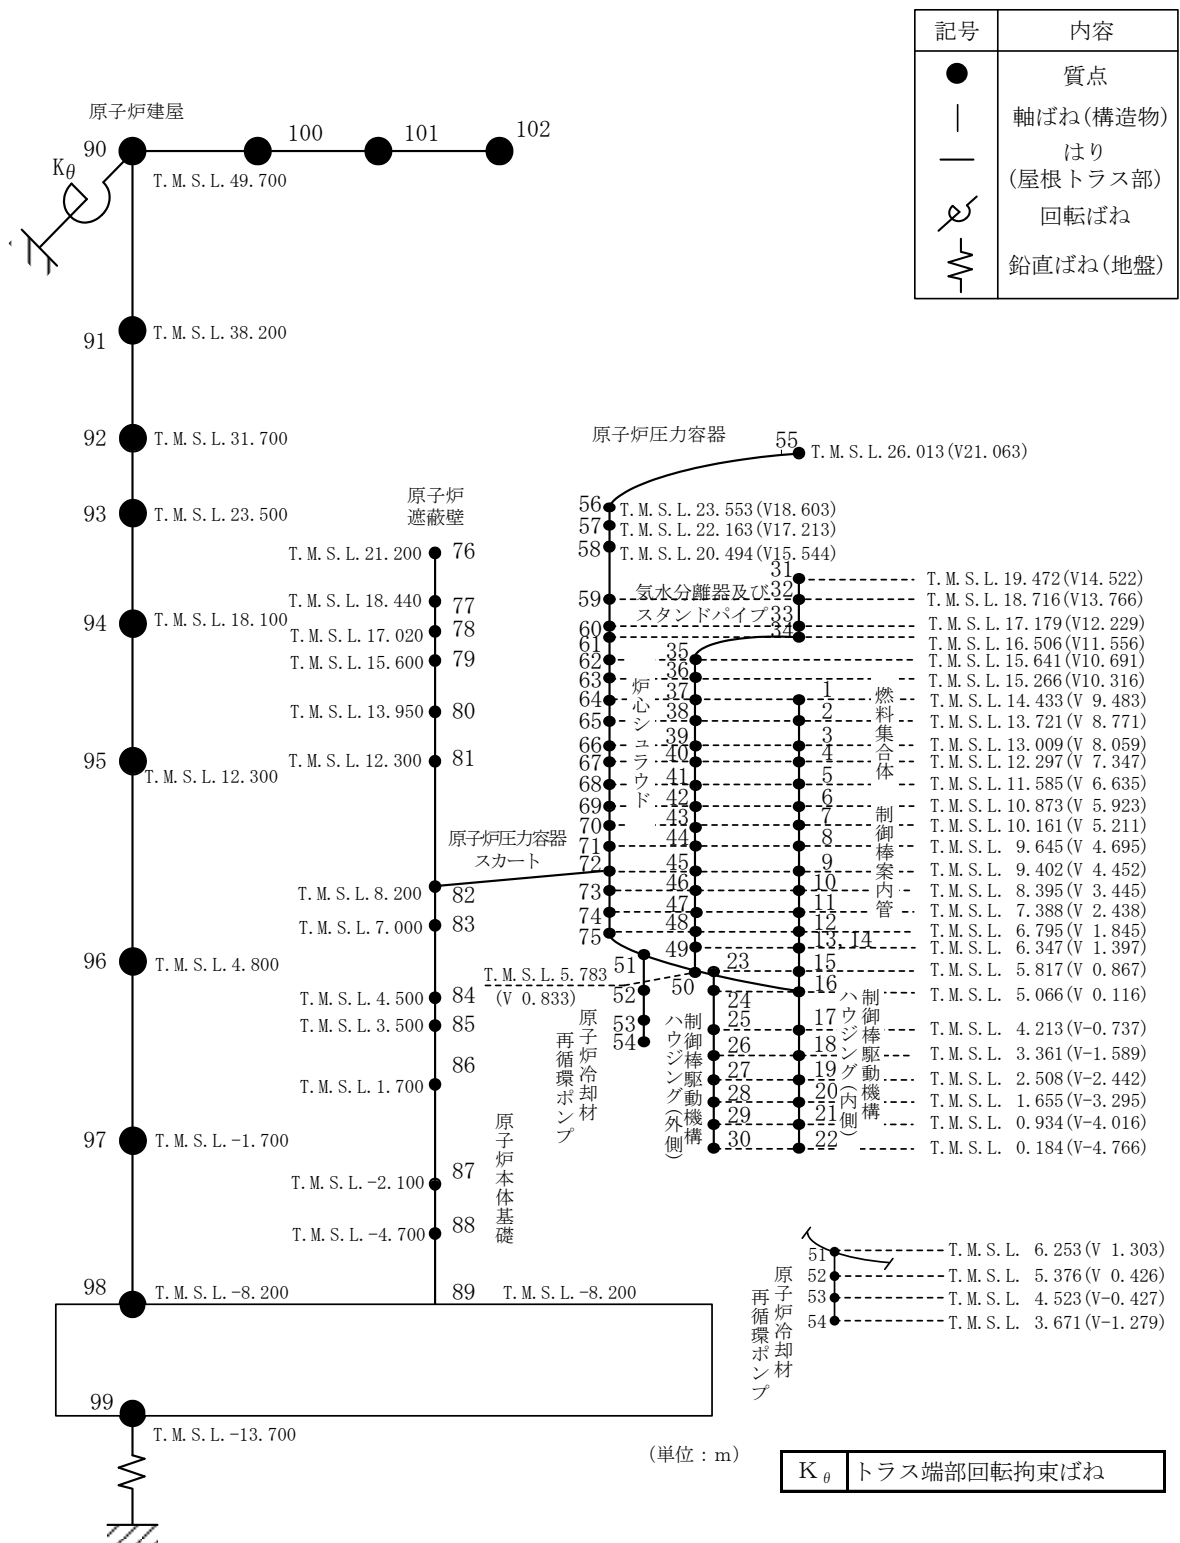 記号 内容
質点
軸ばね(構造物)
はり
(屋根トラス部)
回転ばね
鉛直ばね(地盤)
原子炉建屋
90
100
101
102
Kθ
T.M.S.L.49.700
91 T.M.S.L.38.200
92 T.M.S.L.31.700
93 T.M.S.L.23.500
94 T.M.S.L.18.100
95 T.M.S.L.12.300
96 T.M.S.L.4.800
97 T.M.S.L.-1.700
98 T.M.S.L.-8.200
99
T.M.S.L.-13.700
原子炉
遮蔽壁
T.M.S.L.21.200 76
T.M.S.L.18.440 77
T.M.S.L.17.020 78
T.M.S.L.15.600 79
T.M.S.L.13.950 80
T.M.S.L.12.300 81
原子炉圧力容器
スカート
T.M.S.L.8.200 82
T.M.S.L.7.000 83
T.M.S.L.4.500 84
T.M.S.L.3.500 85
86
T.M.S.L.1.700
87
T.M.S.L.-2.100
88
T.M.S.L.-4.700
89 T.M.S.L.-8.200
原子炉本体基礎
原子炉圧力容器
55 T.M.S.L.26.013(V21.063)
56 T.M.S.L.23.553(V18.603)
57 T.M.S.L.22.163(V17.213)
58 T.M.S.L.20.494(V15.544)
59
60
61
62
63
64
65
66
67
68
69
70
71
72
73
74
75
気水分離器及び
スタンドパイプ
31
32
33
34
炉心シュラウド
35
36
37
38
39
40
41
42
43
44
45
46
47
48
49
50
T.M.S.L.5.783
(V 0.833)
51
52
53
54
原子炉冷却材
再循環ポンプ
燃料集合体
制御棒案内管
1
2
3
4
5
6
7
8
9
10
11
12
13,14
15
16
17
18
19
20
21
22
23
24
25
26
27
28
29
30
制御棒駆動機構
ハウジング(外側)
制御棒駆動機構
ハウジング(内側)
T.M.S.L.19.472(V14.522)
T.M.S.L.18.716(V13.766)
T.M.S.L.17.179(V12.229)
T.M.S.L.16.506(V11.556)
T.M.S.L.15.641(V10.691)
T.M.S.L.15.266(V10.316)
T.M.S.L.14.433(V 9.483)
T.M.S.L.13.721(V 8.771)
T.M.S.L.13.009(V 8.059)
T.M.S.L.12.297(V 7.347)
T.M.S.L.11.585(V 6.635)
T.M.S.L.10.873(V 5.923)
T.M.S.L.10.161(V 5.211)
T.M.S.L. 9.645(V 4.695)
T.M.S.L. 9.402(V 4.452)
T.M.S.L. 8.395(V 3.445)
T.M.S.L. 7.388(V 2.438)
T.M.S.L. 6.795(V 1.845)
T.M.S.L. 6.347(V 1.397)
T.M.S.L. 5.817(V 0.867)
T.M.S.L. 5.066(V 0.116)
T.M.S.L. 4.213(V-0.737)
T.M.S.L. 3.361(V-1.589)
T.M.S.L. 2.508(V-2.442)
T.M.S.L. 1.655(V-3.295)
T.M.S.L. 0.934(V-4.016)
T.M.S.L. 0.184(V-4.766)
51 T.M.S.L. 6.253(V 1.303)
52 T.M.S.L. 5.376(V 0.426)
53 T.M.S.L. 4.523(V-0.427)
54 T.M.S.L. 3.671(V-1.279)
原子炉冷却材
再循環ポンプ
(単位:m)
Kθ トラス端部回転拘束ばね